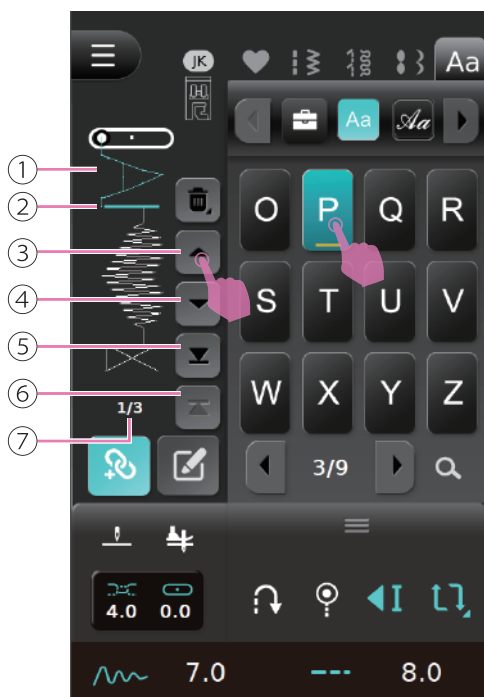 JK
Aa
Aa
Aa
①
②
③
④
⑤
⑥
⑦
O P Q R
S T U V
W X Y Z
1/3
3/9
4.0 0.0
I
7.0 8.0